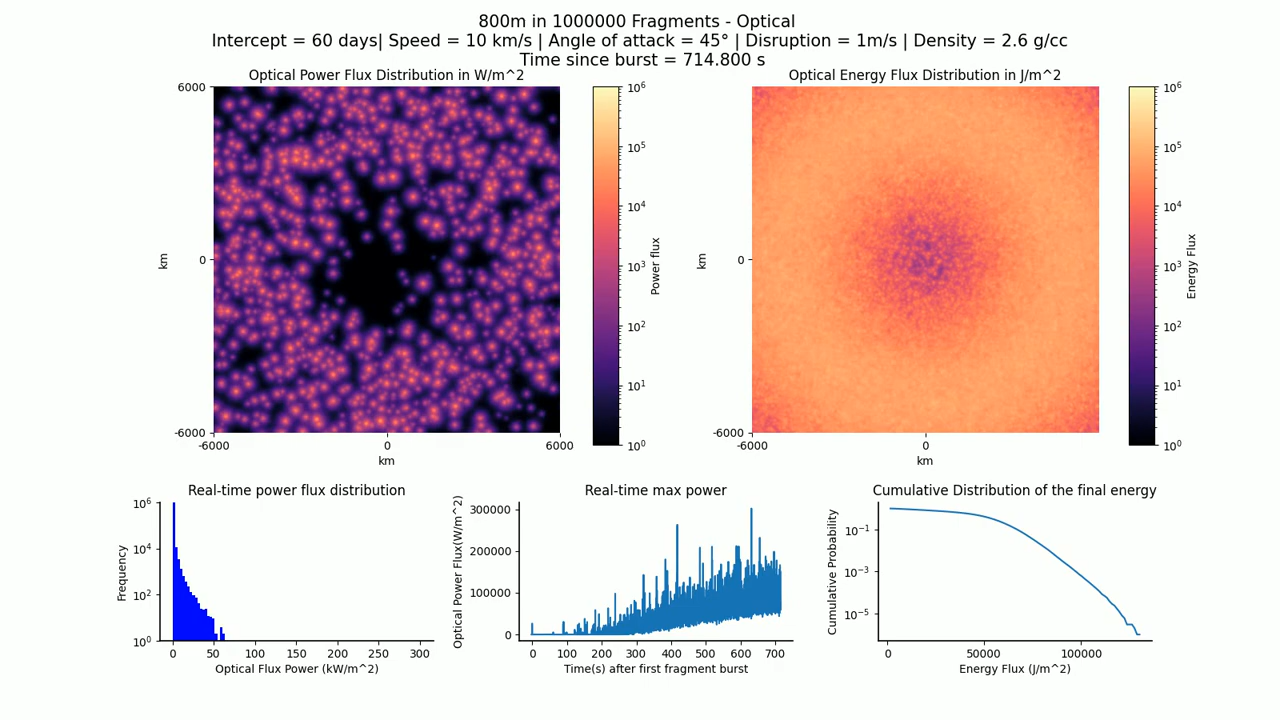 800m in 1000000 Fragments - Optical
Intercept = 60 days| Speed = 10 km/s | Angle of attack = 45° | Disruption = 1m/s | Density = 2.6 g/cc
Time since burst = 714.800 s
Optical Power Flux Distribution in W/m^2
6000
0
-6000
km
-6000
0
6000
km
10^6
10^5
10^4
10^3
10^2
10^1
10^0
Power flux
Optical Energy Flux Distribution in J/m^2
0
-6000
km
-6000
0
km
10^6
10^5
10^4
10^3
10^2
10^1
10^0
Energy Flux
Real-time power flux distribution
10^6
10^4
10^2
10^0
Frequency
0
50
100
150
200
250
300
Optical Flux Power (kW/m^2)
Real-time max power
300000
200000
100000
0
Optical Power Flux(W/m^2)
0
100
200
300
400
500
600
700
Time(s) after first fragment burst
Cumulative Distribution of the final energy
10^-1
10^-3
10^-5
Cumulative Probability
0
50000
100000
Energy Flux (J/m^2)